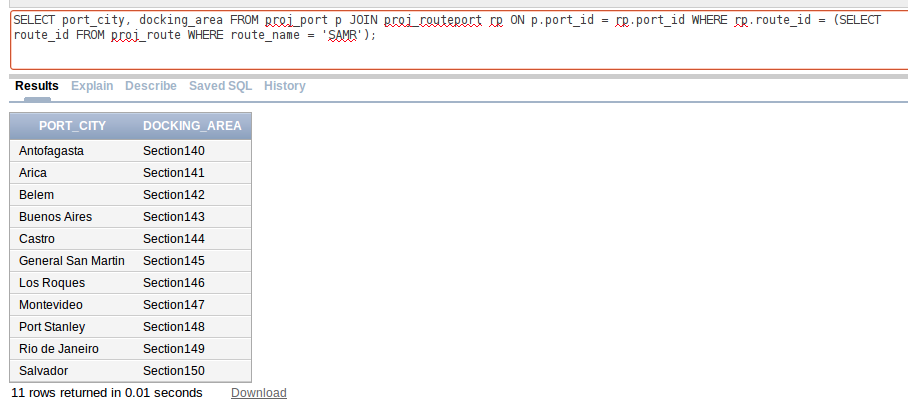 SELECT port_city, docking_area FROM proj_port p JOIN proj_routeport rp ON p.port_id = rp.port_id WHERE rp.route_id = (SELECT
route_id FROM proj_route WHERE route_name = 'SAMR');
Results Explain Describe Saved SQL History
PORT_CITY DOCKING_AREA
Antofagasta Section140
Arica Section141
Belem Section142
Buenos Aires Section143
Castro Section144
General San Martin Section145
Los Roques Section146
Montevideo Section147
Port Stanley Section148
Rio de Janeiro Section149
Salvador Section150
11 rows returned in 0.01 seconds Download